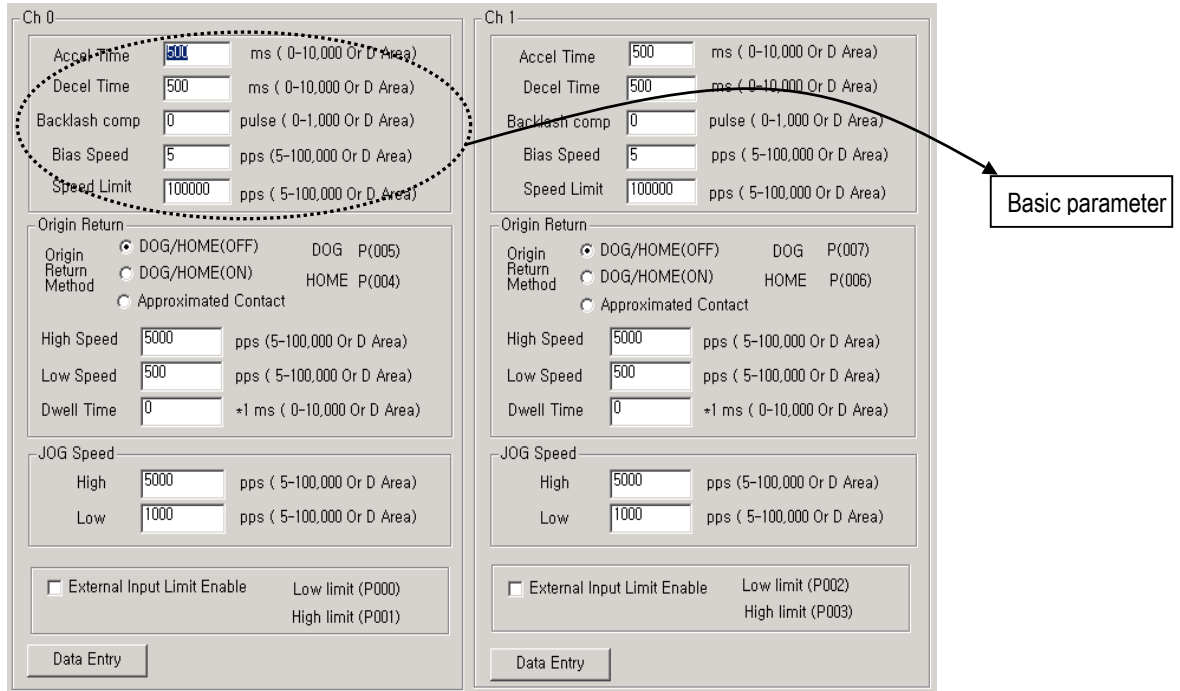 Ch 0
Accel Time 500 ms ( 0-10,000 Or D Area)
Decel Time 500 ms ( 0-10,000 Or D Area)
Backlash comp 0 pulse ( 0-1,000 Or D Area)
Bias Speed 5 pps (5-100,000 Or D Area)
Speed Limit 100000 pps ( 5-100,000 Or D Area)
Origin Return
Origin Return Method
DOG/HOME(OFF) DOG P(005)
DOG/HOME(ON) HOME P(004)
Approximated Contact
High Speed 5000 pps (5-100,000 Or D Area)
Low Speed 500 pps ( 5-100,000 Or D Area)
Dwell Time 0 *1 ms ( 0-10,000 Or D Area)
JOG Speed
High 5000 pps ( 5-100,000 Or D Area)
Low 1000 pps ( 5-100,000 Or D Area)
External Input Limit Enable Low limit (P000)
High limit (P001)
Data Entry
Ch 1
Accel Time 500 ms ( 0-10,000 Or D Area)
Decel Time 500 ms ( 0-10,000 Or D Area)
Backlash comp 0 pulse ( 0-1,000 Or D Area)
Bias Speed 5 pps ( 5-100,000 Or D Area)
Speed Limit 100000 pps ( 5-100,000 Or D Area)
Origin Return
Origin Return Method
DOG/HOME(OFF) DOG P(007)
DOG/HOME(ON) HOME P(006)
Approximated Contact
High Speed 5000 pps ( 5-100,000 Or D Area)
Low Speed 500 pps ( 5-100,000 Or D Area)
Dwell Time 0 *1 ms ( 0-10,000 Or D Area)
JOG Speed
High 5000 pps (5-100,000 Or D Area)
Low 1000 pps ( 5-100,000 Or D Area)
External Input Limit Enable Low limit (P002)
High limit (P003)
Data Entry
Basic parameter